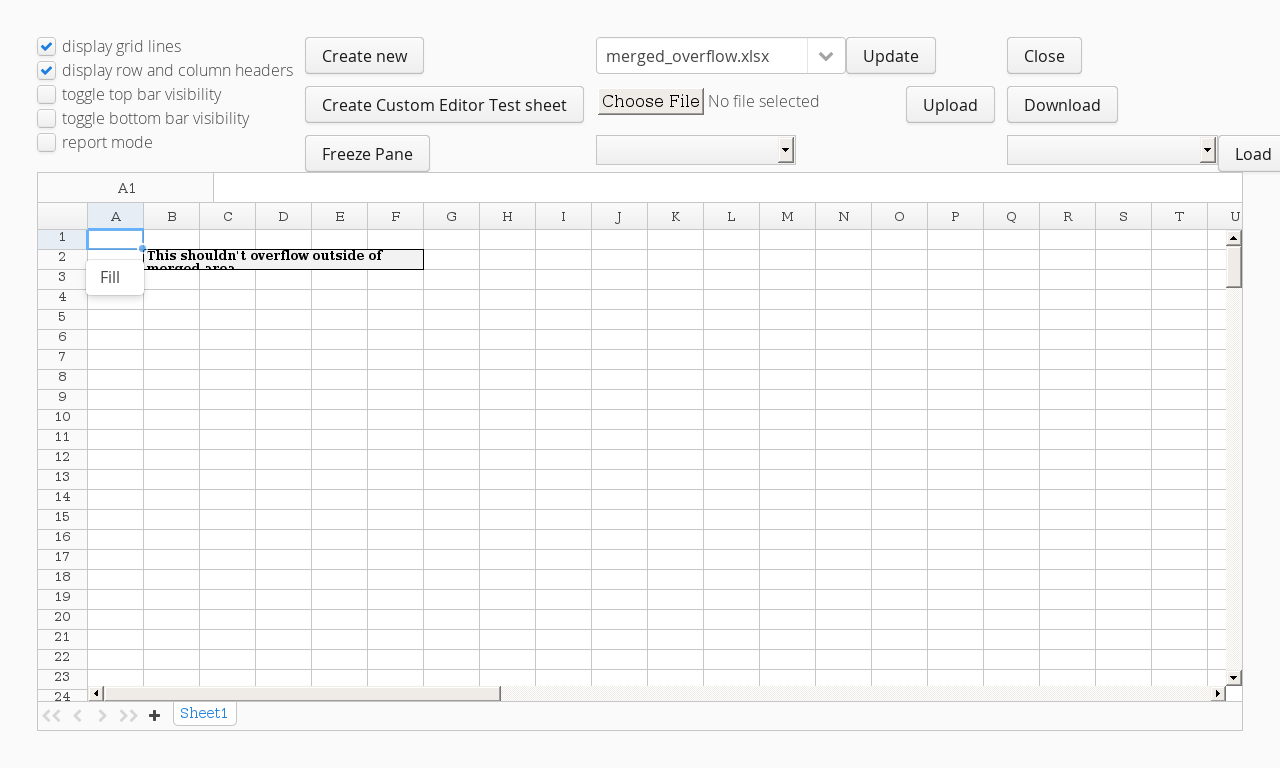 display grid lines
display row and column headers
toggle top bar visibility
toggle bottom bar visibility
report mode
Create new
merged_overflow.xlsx
Update
Close
Create Custom Editor Test sheet
Choose File No file selected
Upload
Download
Freeze Pane
Load
A1
A B C D E F G H I J K L M N O P Q R S T U
1
2
This shouldn't overflow outside of
merged area
Fill
3
4
5
6
7
8
9
10
11
12
13
14
15
16
17
18
19
20
21
22
23
24
Sheet1